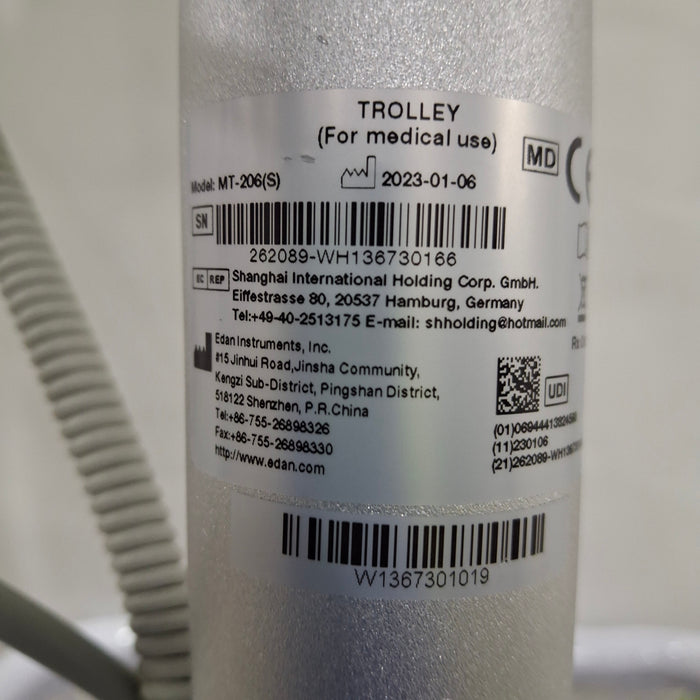 TROLLEY
(For medical use)
MD
Model: MT-206(S)
2023-01-06
SN
262089-WH136730166
EC REP
Shanghai International Holding Corp. GmbH.
Eiffestrasse 80, 20537 Hamburg, Germany
Tel:+49-40-2513175 E-mail: shholding@hotmail.com
Edan Instruments, Inc.
#15 Jinhui Road,Jinsha Community,
Kengzi Sub-District, Pingshan District,
518122 Shenzhen, P.R.China
Tel:+86-755-26898326
Fax:+86-755-26898330
http://www.edan.com
UDI
(11)230106
W1367301019